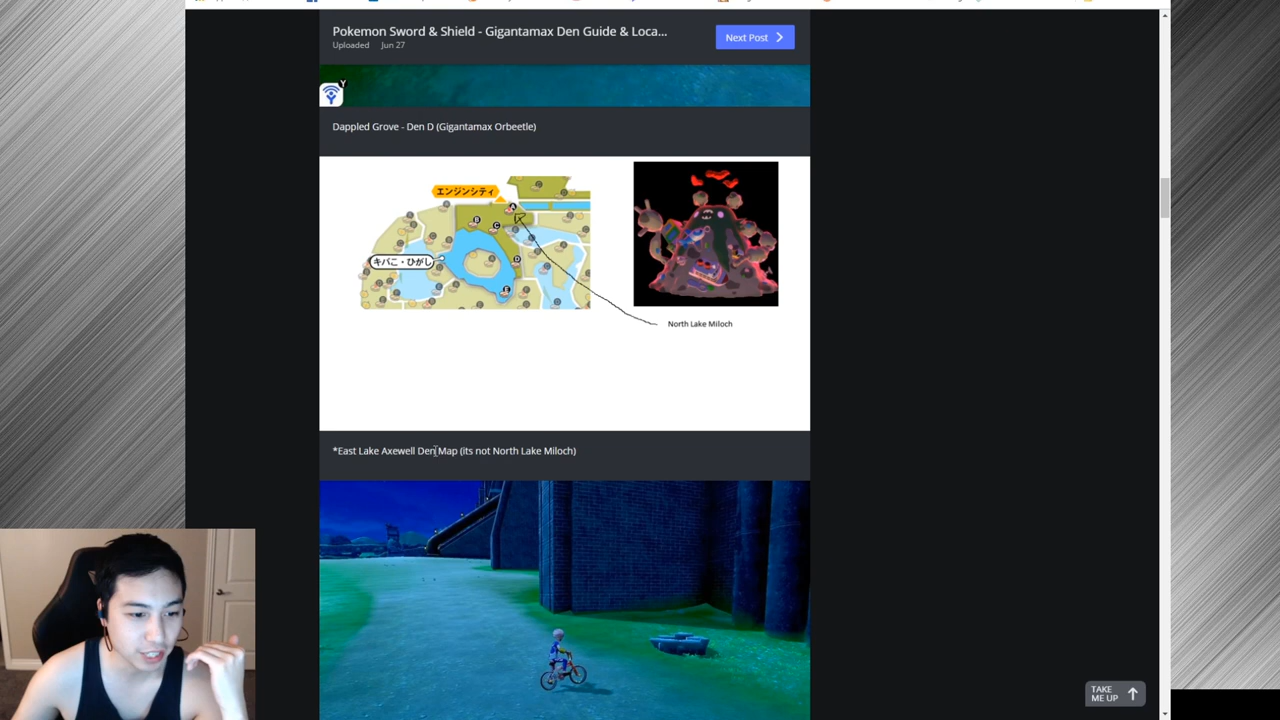 Pokemon Sword & Shield - Gigantamax Den Guide & Loca...
Uploaded Jun 27
Next Post
Y
Dappled Grove - Den D (Gigantamax Orbeetle)
エンジンシティ
A
B
C
キバこ・ひがし
D
E
North Lake Miloch
*East Lake Axewell Den Map (its not North Lake Miloch)
TAKE
ME UP